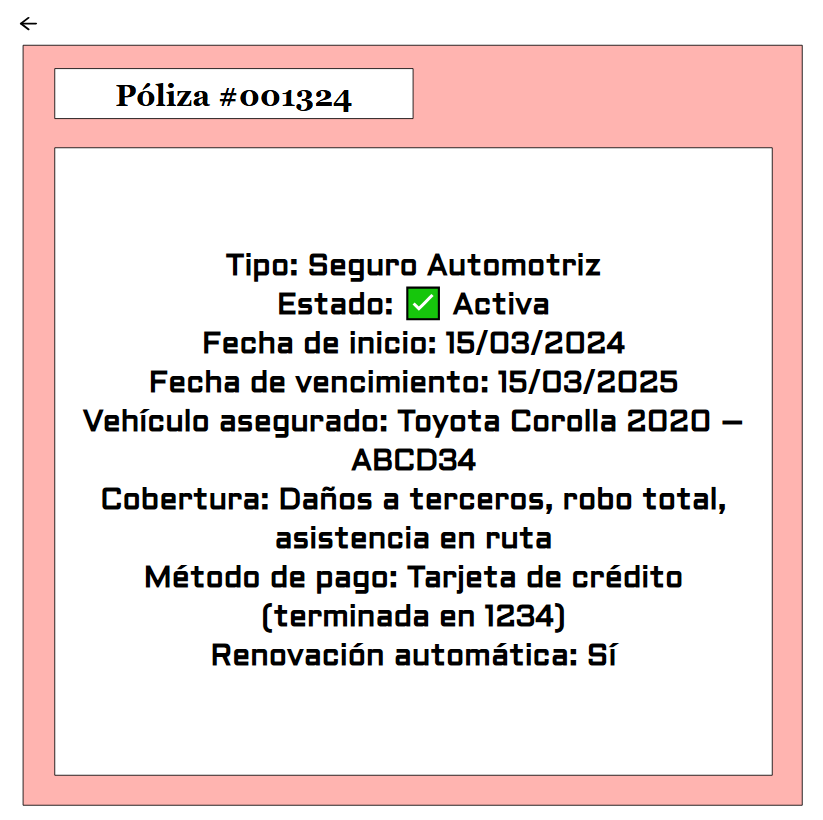 Póliza #001324
Tipo: Seguro Automotriz
Estado: ✅ Activa
Fecha de inicio: 15/03/2024
Fecha de vencimiento: 15/03/2025
Vehículo asegurado: Toyota Corolla 2020 –
ABCD34
Cobertura: Daños a terceros, robo total,
asistencia en ruta
Método de pago: Tarjeta de crédito
(terminada en 1234)
Renovación automática: Sí